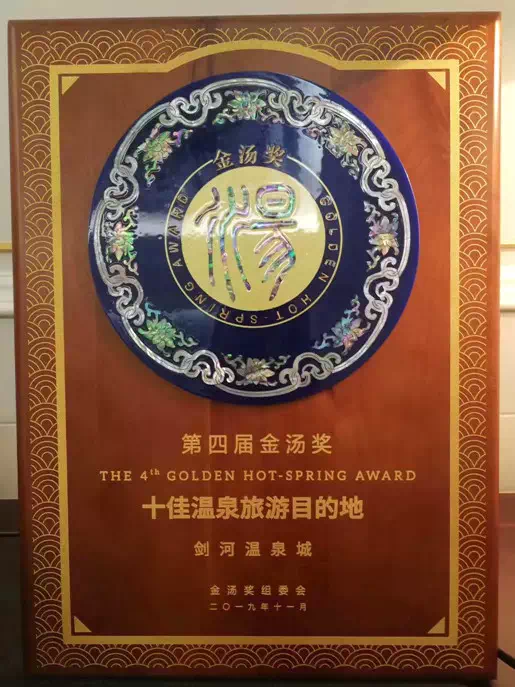 金汤奖
湯
GOLDEN HOT-SPRING AWARD
第四届金汤奖
THE 4th GOLDEN HOT-SPRING AWARD
十佳温泉旅游目的地
剑河温泉城
金汤奖组委会
二〇一九年十一月